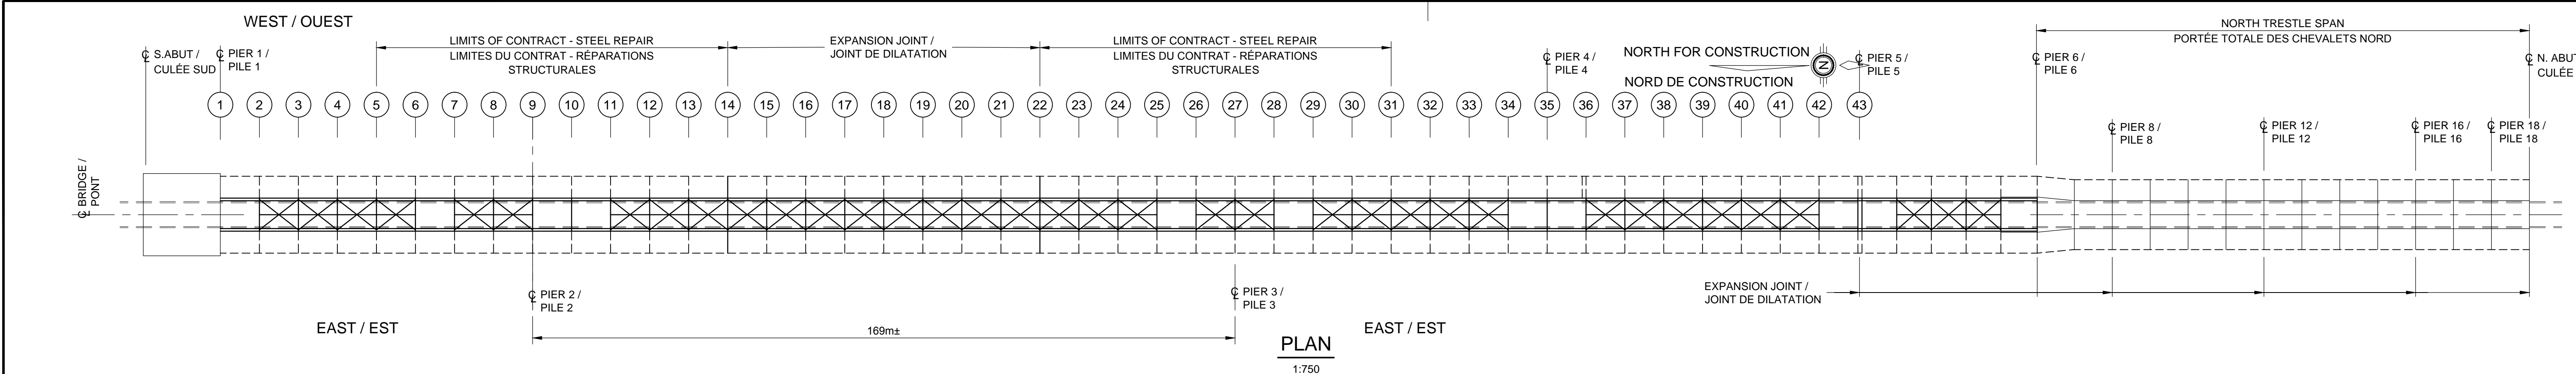 WEST / OUEST
℄ S.ABUT /
CULÉE SUD
℄ PIER 1 /
PILE 1
LIMITS OF CONTRACT - STEEL REPAIR
LIMITES DU CONTRAT - RÉPARATIONS
STRUCTURALES
EXPANSION JOINT /
JOINT DE DILATATION
LIMITS OF CONTRACT - STEEL REPAIR
LIMITES DU CONTRAT - RÉPARATIONS
STRUCTURALES
℄ PIER 4 /
PILE 4
NORTH FOR CONSTRUCTION
N
NORD DE CONSTRUCTION
℄ PIER 5 /
PILE 5
NORTH TRESTLE SPAN
PORTÉE TOTALE DES CHEVALETS NORD
℄ PIER 6 /
PILE 6
℄ N. ABUT
CULÉE
1 2 3 4 5 6 7 8 9 10 11 12 13 14 15 16 17 18 19 20 21 22 23 24 25 26 27 28 29 30 31 32 33 34 35 36 37 38 39 40 41 42 43
℄ PIER 8 /
PILE 8
℄ PIER 12 /
PILE 12
℄ PIER 16 /
PILE 16
℄ PIER 18 /
PILE 18
℄ BRIDGE /
PONT
℄ PIER 2 /
PILE 2
℄ PIER 3 /
PILE 3
EXPANSION JOINT /
JOINT DE DILATATION
EAST / EST
169m±
EAST / EST
PLAN
1:750